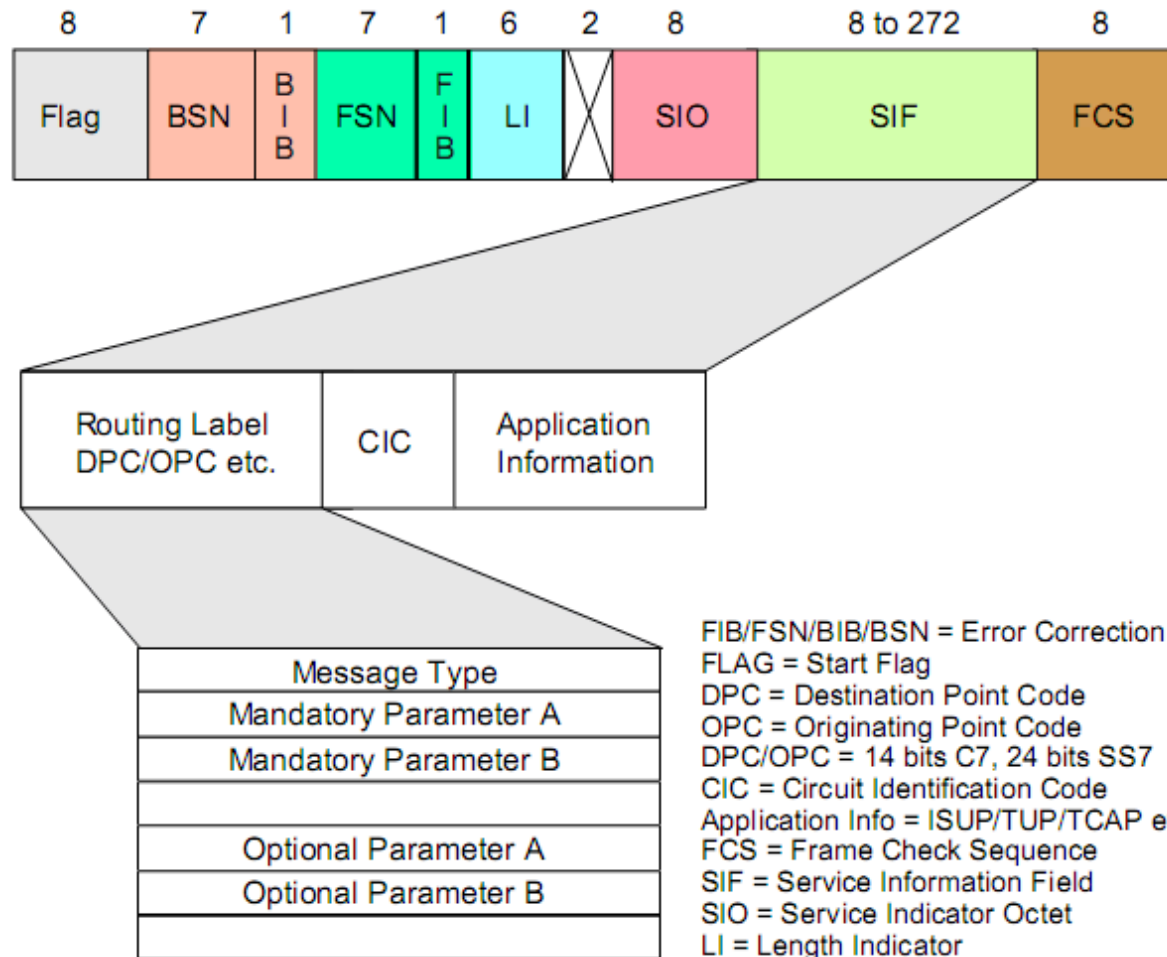 8 7 1 7 1 6 2 8 8 to 272 8
Flag BSN BIB FSN FIB LI SIO SIF FCS
Routing Label
DPC/OPC etc.
CIC
Application
Information
Message Type
Mandatory Parameter A
Mandatory Parameter B
Optional Parameter A
Optional Parameter B
FIB/FSN/BIB/BSN = Error Correction
FLAG = Start Flag
DPC = Destination Point Code
OPC = Originating Point Code
DPC/OPC = 14 bits C7, 24 bits SS7
CIC = Circuit Identification Code
Application Info = ISUP/TUP/TCAP e
FCS = Frame Check Sequence
SIF = Service Information Field
SIO = Service Indicator Octet
LI = Length Indicator